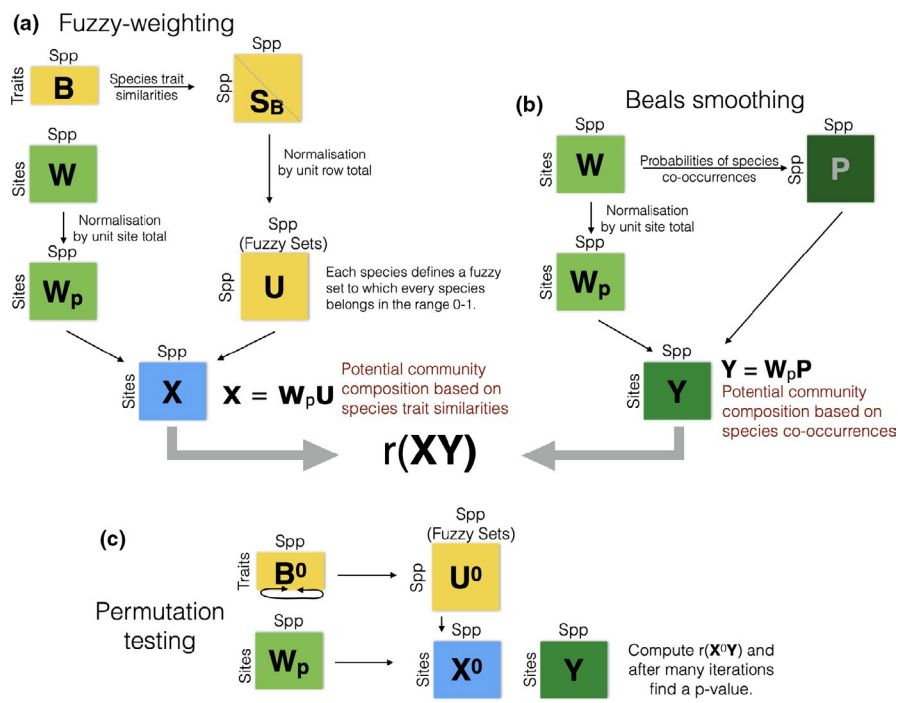 (a) Fuzzy-weighting
Spp
Traits
B
Species trait
similarities
Spp
Spp
SB
Spp
Sites
W
Normalisation
by unit row total
Normalisation
by unit site total
Spp
Sites
Wp
Spp
(Fuzzy Sets)
Spp
U
Each species defines a fuzzy
set to which every species
belongs in the range 0-1.
Spp
Sites
X
X = WpU
Potential community
composition based on
species trait similarities
(b) Beals smoothing
Spp
Sites
W
Probabilities of species
co-occurrences
Spp
Spp
P
Normalisation
by unit site total
Spp
Sites
Wp
Spp
Sites
Y
Y = WpP
Potential community
composition based on
species co-occurrences
r(XY)
(c)
Permutation
testing
Spp
Traits
B⁰
Spp
(Fuzzy Sets)
Spp
U⁰
Spp
Sites
Wp
Spp
Sites
X⁰
Spp
Sites
Y
Compute r(X⁰Y) and
after many iterations
find a p-value.